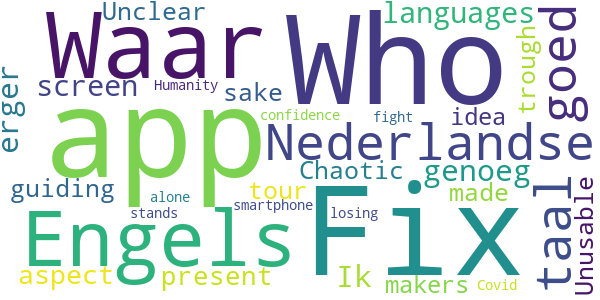 Unclear
languages
Waar
Who
goed
trough
erger
screen
Humanity
sake
app
confidence
fight
idea
Nederlandse
Chaotic
genoeg
guiding
alone
tour
smartphone
made
Unusable
taal
stands
losing
Engels
Fix
aspect
present
Ik
makers
Covid